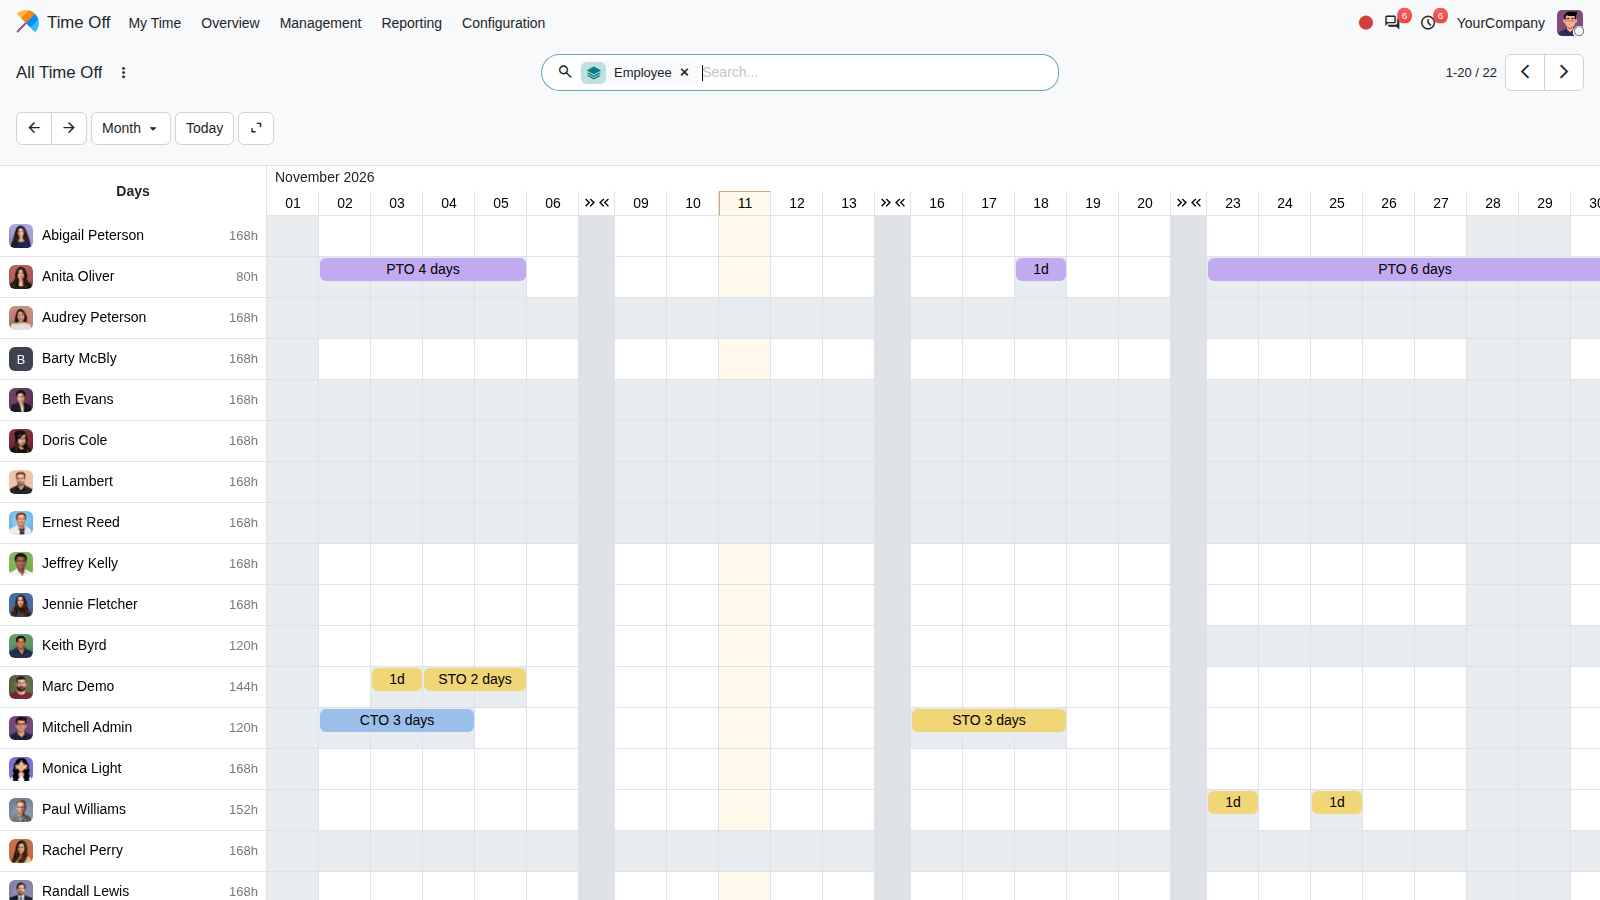 Time Off My Time Overview Management Reporting Configuration 6 6 YourCompany
All Time Off Employee Search... 1-20 / 22
Month Today
November 2026
Days
01 02 03 04 05 06 09 10 11 12 13 16 17 18 19 20 23 24 25 26 27 28 29 30
Abigail Peterson 168h
Anita Oliver 80h PTO 4 days 1d PTO 6 days
Audrey Peterson 168h
B Barty McBly 168h
Beth Evans 168h
Doris Cole 168h
Eli Lambert 168h
Ernest Reed 168h
Jeffrey Kelly 168h
Jennie Fletcher 168h
Keith Byrd 120h
Marc Demo 144h 1d STO 2 days
Mitchell Admin 120h CTO 3 days STO 3 days
Monica Light 168h
Paul Williams 152h 1d 1d
Rachel Perry 168h
Randall Lewis 168h